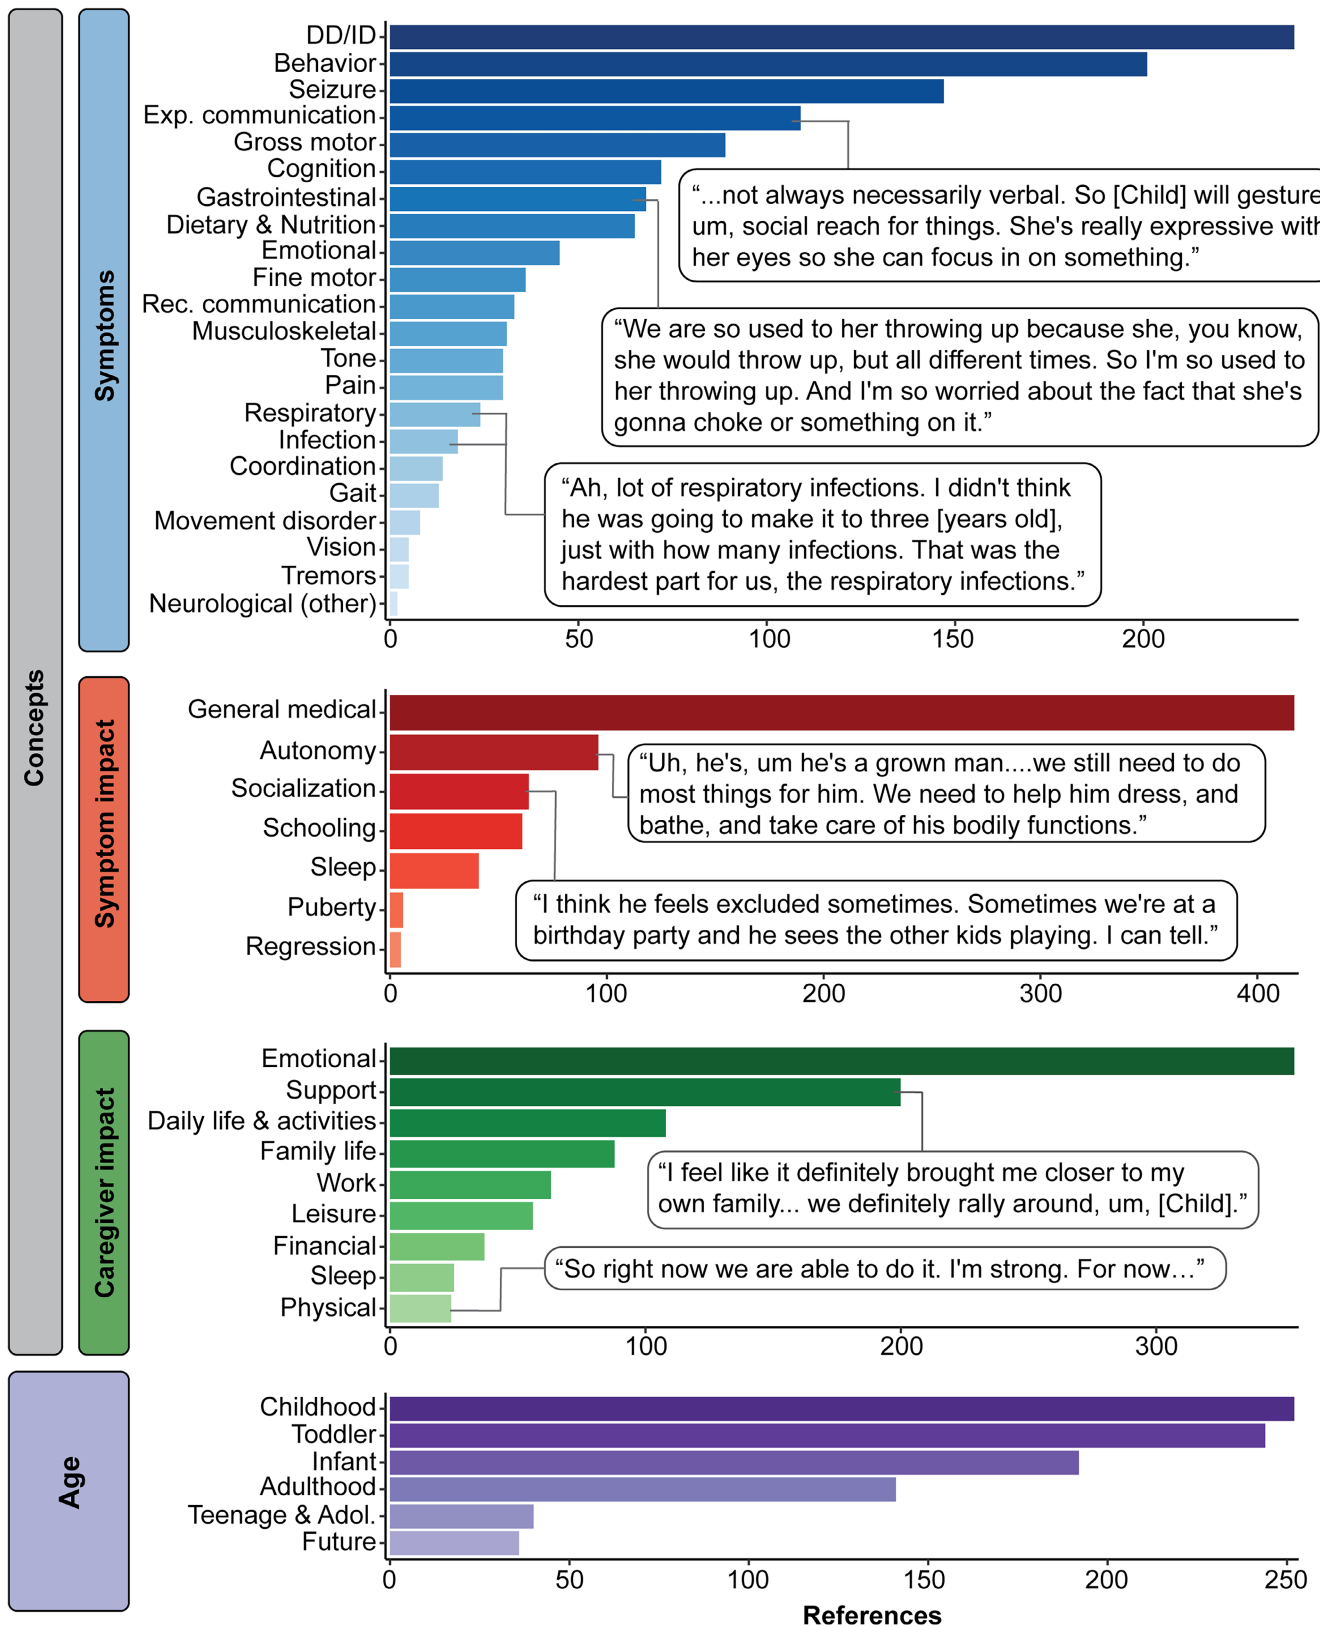 Concepts
Symptoms
DD/ID
Behavior
Seizure
Exp. communication
Gross motor
Cognition
Gastrointestinal
Dietary & Nutrition
Emotional
Fine motor
Rec. communication
Musculoskeletal
Tone
Pain
Respiratory
Infection
Coordination
Gait
Movement disorder
Vision
Tremors
Neurological (other)
“...not always necessarily verbal. So [Child] will gesture
um, social reach for things. She's really expressive with
her eyes so she can focus in on something.”
“We are so used to her throwing up because she, you know,
she would throw up, but all different times. So I'm so used to
her throwing up. And I'm so worried about the fact that she's
gonna choke or something on it.”
“Ah, lot of respiratory infections. I didn't think
he was going to make it to three [years old],
just with how many infections. That was the
hardest part for us, the respiratory infections.”
0 50 100 150 200
Symptom impact
General medical
Autonomy
Socialization
Schooling
Sleep
Puberty
Regression
“Uh, he's, um he's a grown man....we still need to do
most things for him. We need to help him dress, and
bathe, and take care of his bodily functions.”
“I think he feels excluded sometimes. Sometimes we're at a
birthday party and he sees the other kids playing. I can tell.”
0 100 200 300 400
Caregiver impact
Emotional
Support
Daily life & activities
Family life
Work
Leisure
Financial
Sleep
Physical
“I feel like it definitely brought me closer to my
own family... we definitely rally around, um, [Child].”
“So right now we are able to do it. I'm strong. For now…”
0 100 200 300
Age
Childhood
Toddler
Infant
Adulthood
Teenage & Adol.
Future
0 50 100 150 200 250
References